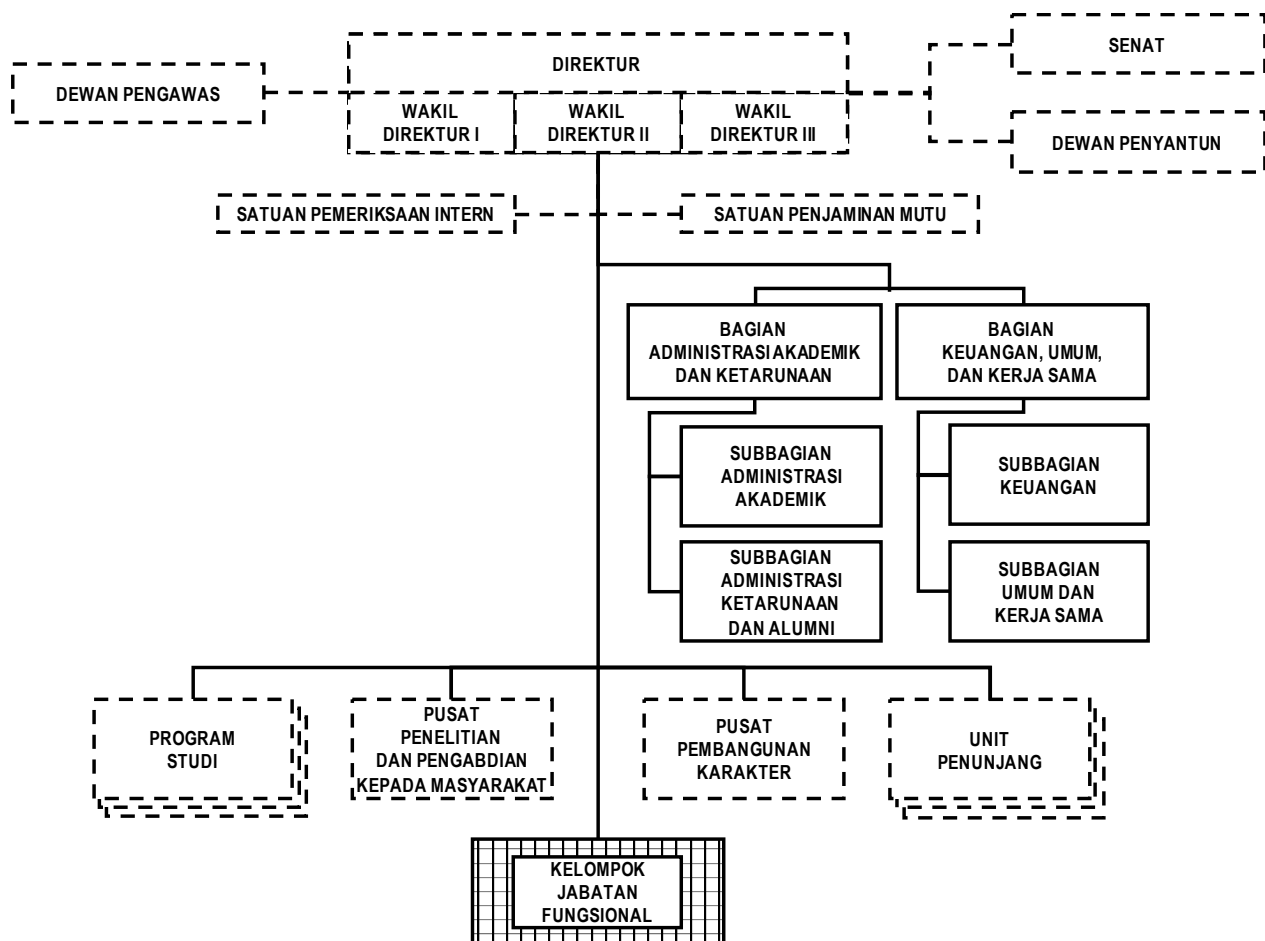 DIREKTUR
SENAT
DEWAN PENGAWAS
WAKIL
DIREKTUR I
WAKIL
DIREKTUR II
WAKIL
DIREKTUR III
DEWAN PENYANTUN
SATUAN PEMERIKSAAN INTERN
SATUAN PENJAMINAN MUTU
BAGIAN
ADMINISTRASI AKADEMIK
DAN KETARUNAAN
BAGIAN
KEUANGAN, UMUM,
DAN KERJA SAMA
SUBBAGIAN
ADMINISTRASI
AKADEMIK
SUBBAGIAN
KEUANGAN
SUBBAGIAN
ADMINISTRASI
KETARUNAAN
DAN ALUMNI
SUBBAGIAN
UMUM DAN
KERJA SAMA
PROGRAM
STUDI
PUSAT
PENELITIAN
DAN PENGABDIAN
KEPADA MASYARAKAT
PUSAT
PEMBANGUNAN
KARAKTER
UNIT
PENUNJANG
KELOMPOK
JABATAN
FUNGSIONAL